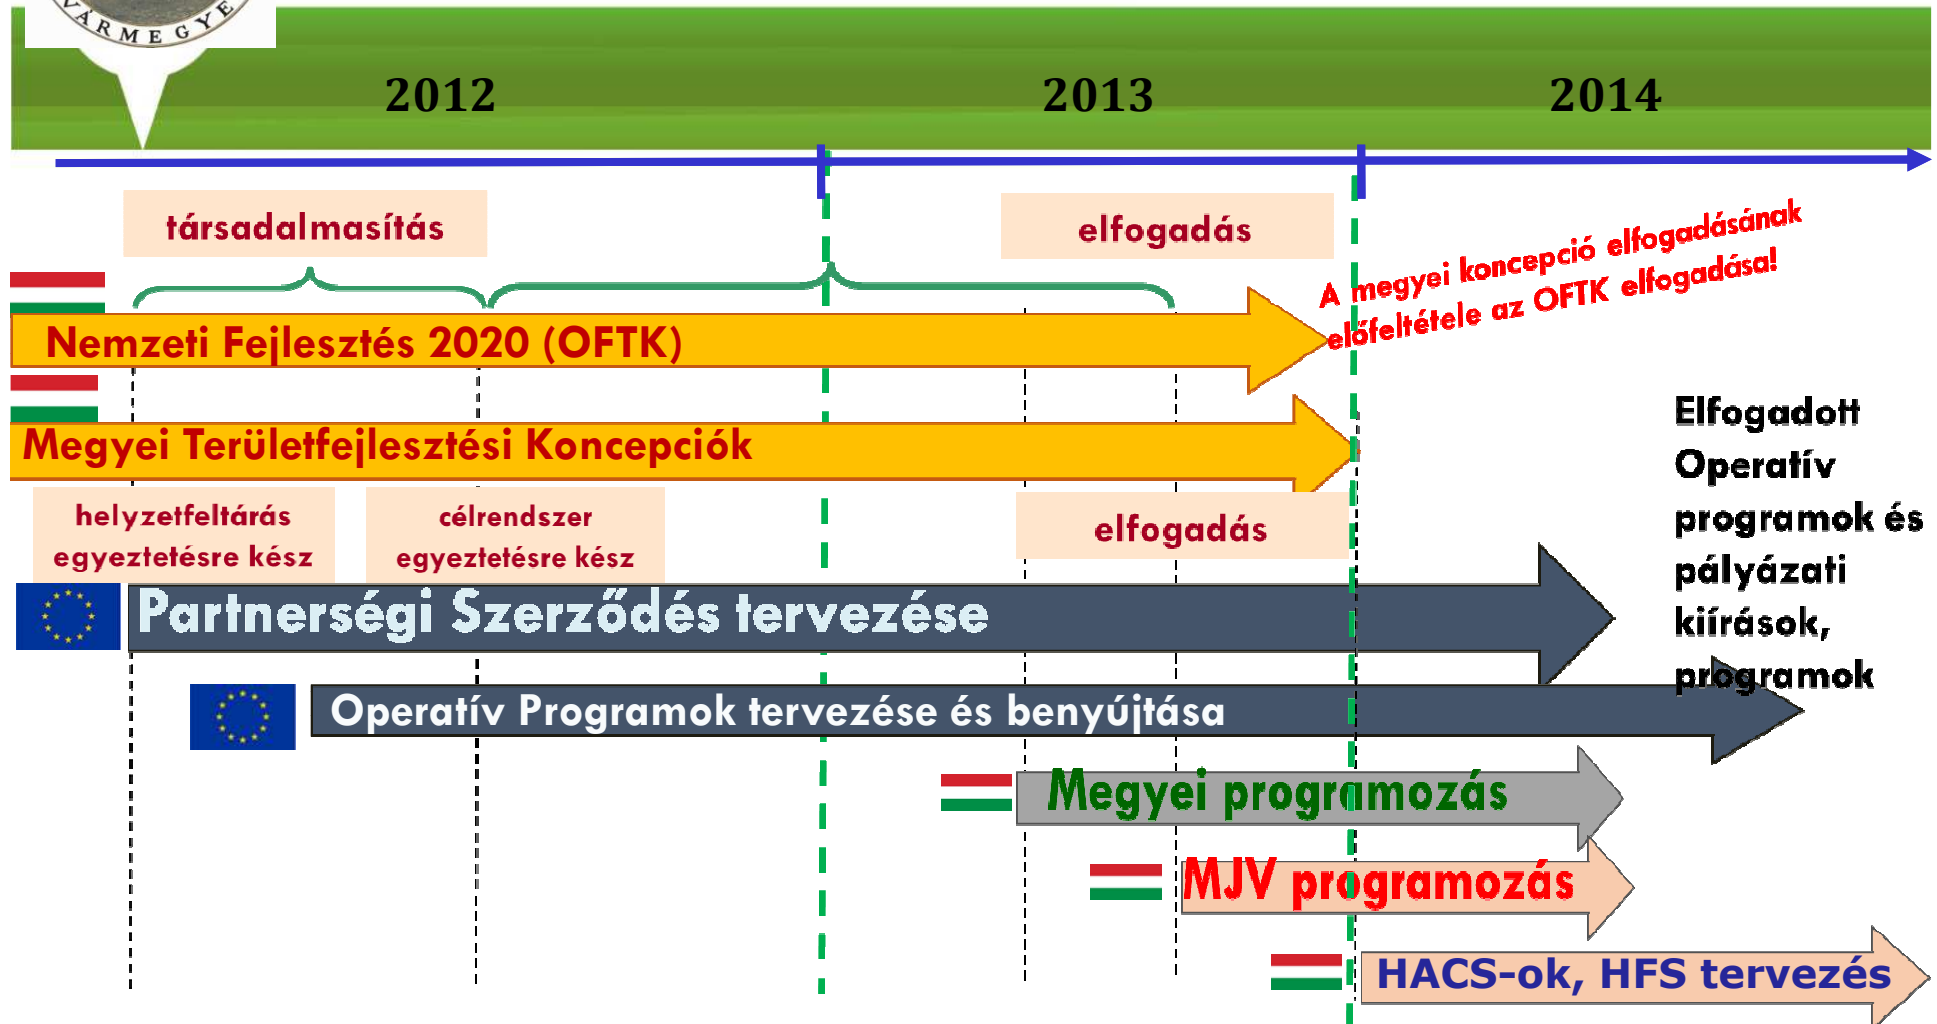 VÁRMEGYE
2012
2013
2014
társadalmasítás
elfogadás
A megyei koncepció elfogadásának
előfeltétele az OFTK elfogadása!
Nemzeti Fejlesztés 2020 (OFTK)
Megyei Területfejlesztési Koncepciók
helyzetfeltárás
egyeztetésre kész
célrendszer
egyeztetésre kész
elfogadás
Elfogadott
Operatív
programok és
pályázati
kiírások,
programok
Partnerségi Szerződés tervezése
Operatív Programok tervezése és benyújtása
Megyei programozás
MJV programozás
HACS-ok, HFS tervezés